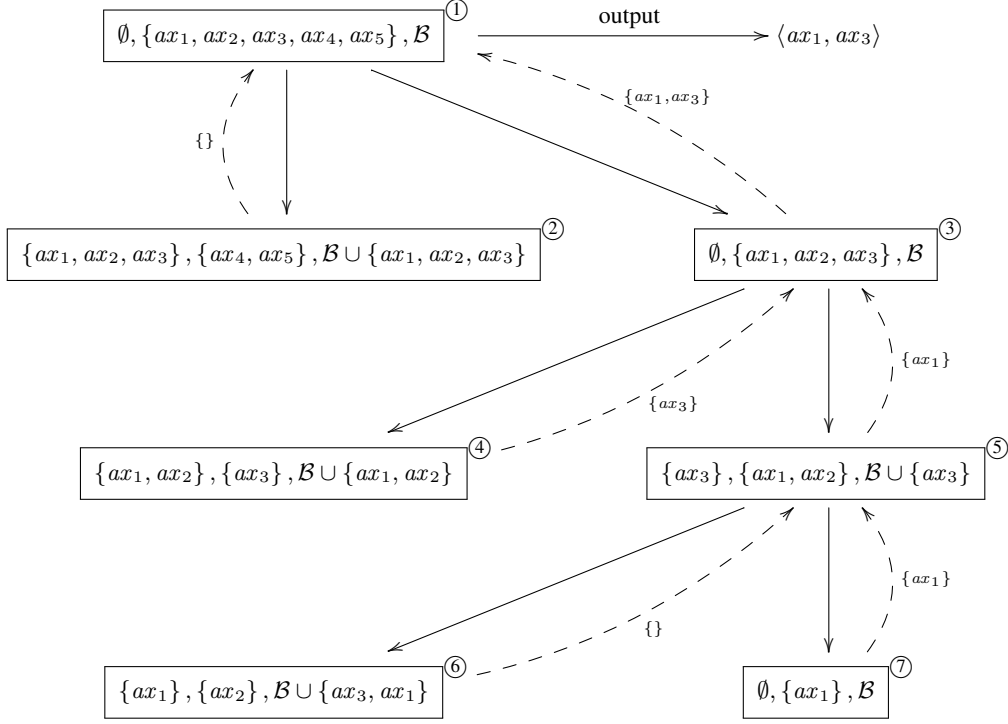 ①
∅, {ax₁, ax₂, ax₃, ax₄, ax₅}, ℬ
output
⟨ax₁, ax₃⟩
{ax₁,ax₃}
{}
②
{ax₁, ax₂, ax₃}, {ax₄, ax₅}, ℬ ∪ {ax₁, ax₂, ax₃}
③
∅, {ax₁, ax₂, ax₃}, ℬ
{ax₁}
{ax₃}
④
{ax₁, ax₂}, {ax₃}, ℬ ∪ {ax₁, ax₂}
⑤
{ax₃}, {ax₁, ax₂}, ℬ ∪ {ax₃}
{ax₁}
{}
⑥
{ax₁}, {ax₂}, ℬ ∪ {ax₃, ax₁}
⑦
∅, {ax₁}, ℬ